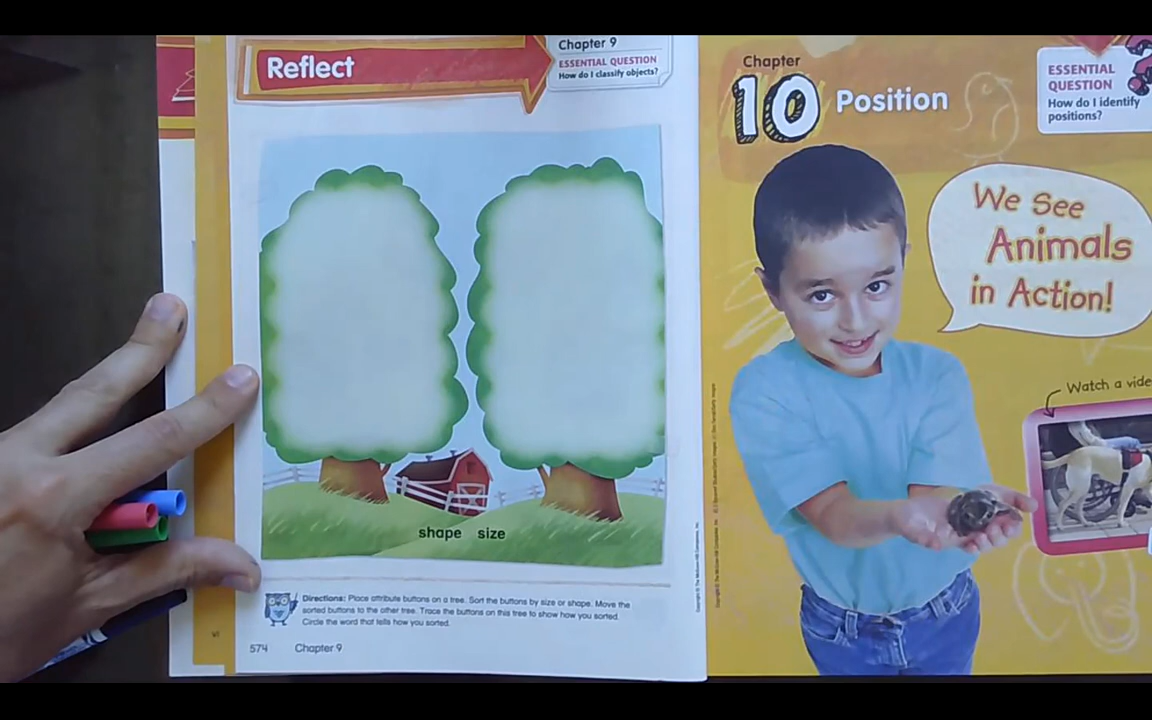 Reflect
Chapter 9
ESSENTIAL QUESTION
How do I classify objects?
shape size
Directions: Place attribute buttons on a tree. Sort the buttons by size or shape. Move the
sorted buttons to the other tree. Trace the buttons on this tree to show how you sorted.
Circle the word that tells how you sorted.
574 Chapter 9
Chapter
10 Position
ESSENTIAL
QUESTION
How do I identify
positions?
We See
Animals
in Action!
Watch a vide